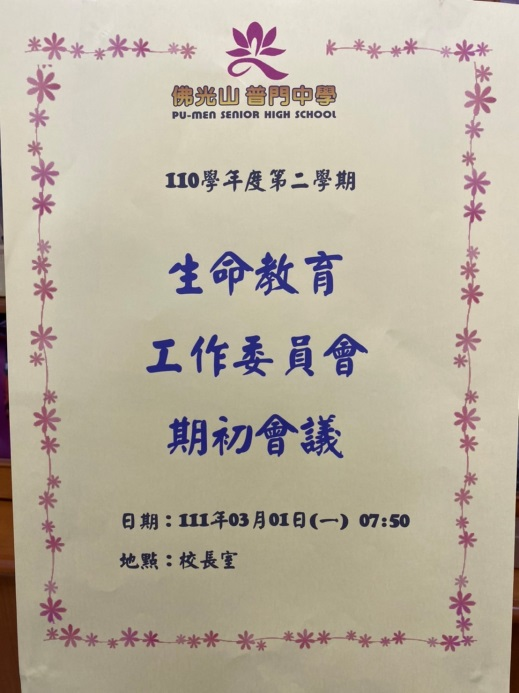 佛光山 普門中學
PU-MEN SENIOR HIGH SCHOOL
110學年度第二學期
生命教育
工作委員會
期初會議
日期：111年03月01日(一) 07:50
地點：校長室